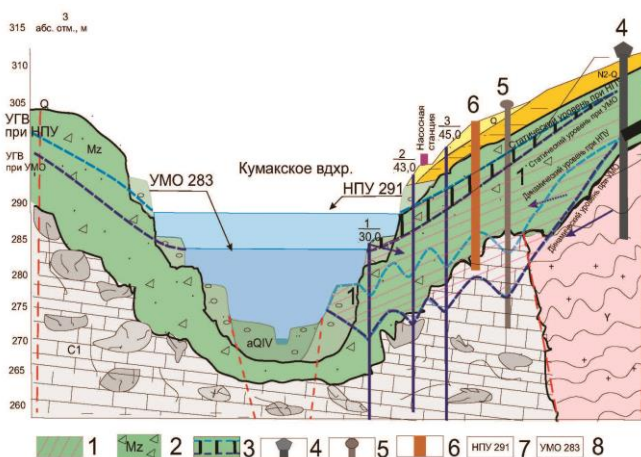 З
315 абс. отм., м
310
305
300
290
285
280
275
270
265
260
Q
УГВ при НПУ
УГВ при УМО
Mz
УМО 283
Кумакское вдхр.
НПУ 291
Насосная станция
1
30,0
2
43,0
3
45,0
6
5
4
Q
N2-Q
Статический уровень при НПУ
Статический уровень при УМО
Динамический уровень при НПУ
Динамический уровень при УМО
1
1
aQIV
C1
γ
1 Mz 2 3 4 5 6 НПУ 291 7 УМО 283 8